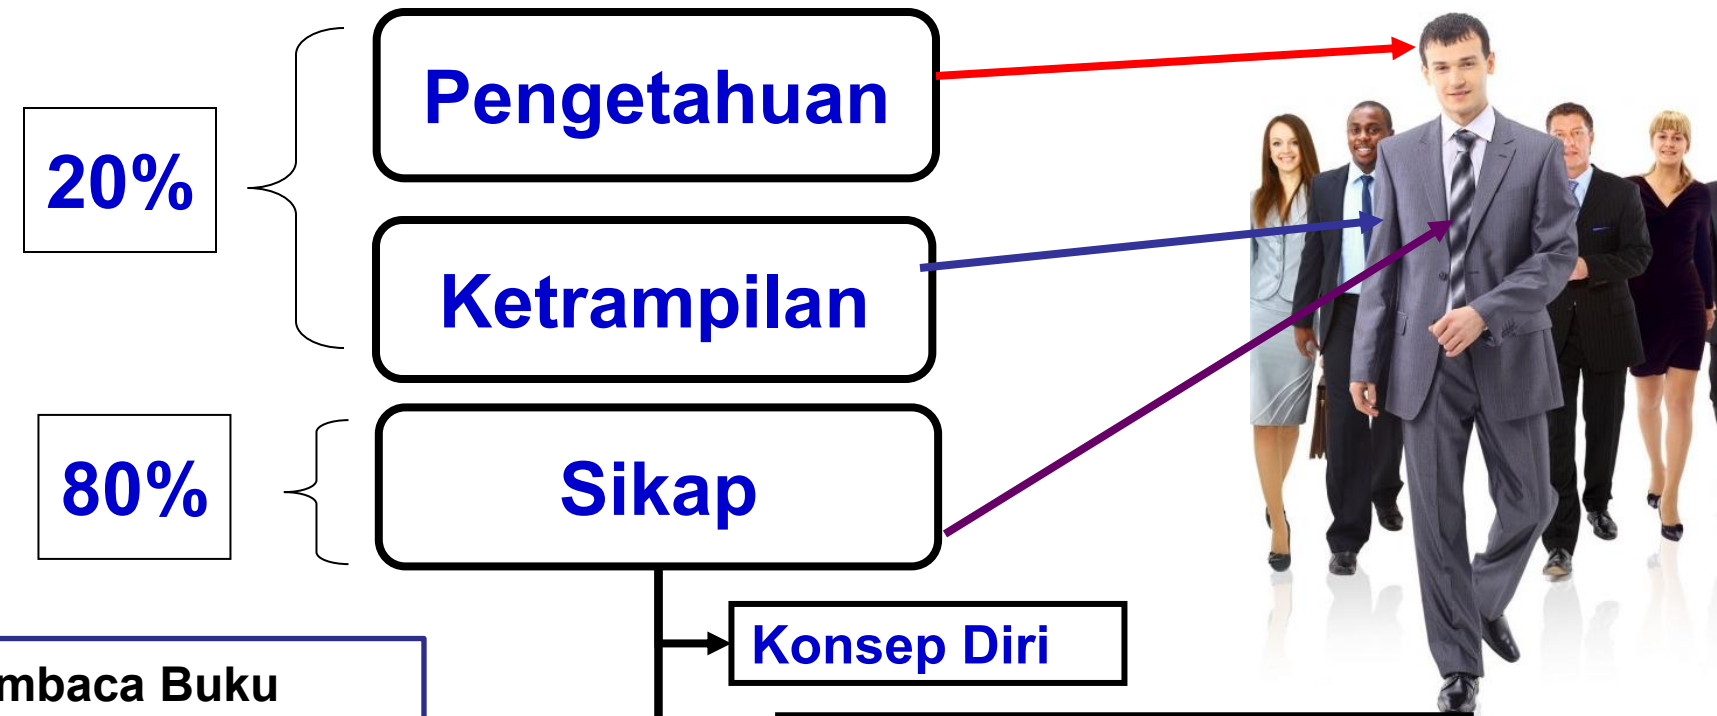 Pengetahuan
20%
Ketrampilan
80%
Sikap
Konsep Diri
mbaca Buku